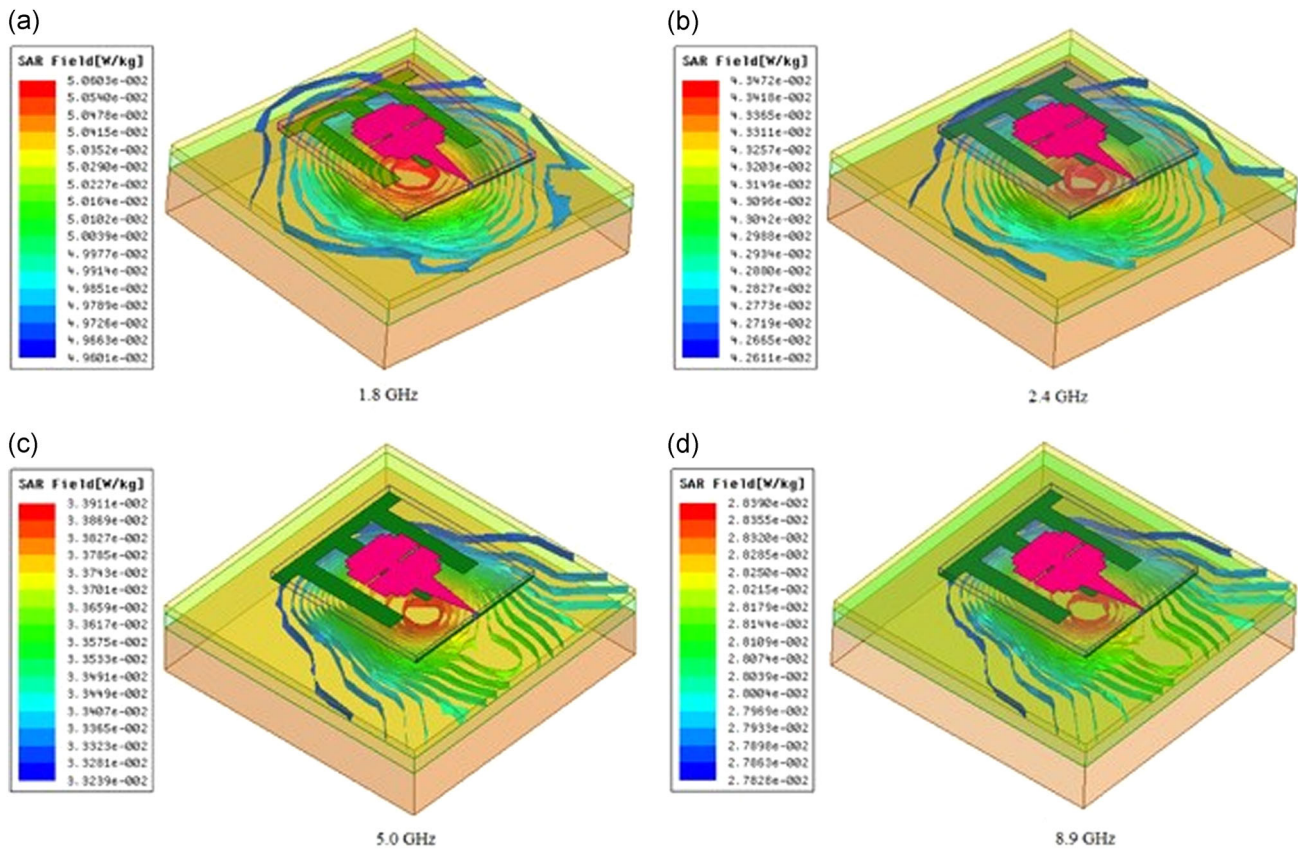 (a)
SAR Field[W/kg]
5.0603e-002
5.0540e-002
5.0478e-002
5.0415e-002
5.0352e-002
5.0290e-002
5.0227e-002
5.0164e-002
5.0102e-002
5.0039e-002
4.9977e-002
4.9914e-002
4.9851e-002
4.9789e-002
4.9726e-002
4.9663e-002
4.9601e-002
1.8 GHz
(b)
SAR Field[W/kg]
4.3472e-002
4.3418e-002
4.3365e-002
4.3311e-002
4.3257e-002
4.3203e-002
4.3149e-002
4.3096e-002
4.3042e-002
4.2988e-002
4.2934e-002
4.2880e-002
4.2827e-002
4.2773e-002
4.2719e-002
4.2665e-002
4.2611e-002
2.4 GHz
(c)
SAR Field[W/kg]
3.3911e-002
3.3869e-002
3.3827e-002
3.3785e-002
3.3743e-002
3.3701e-002
3.3659e-002
3.3617e-002
3.3575e-002
3.3533e-002
3.3491e-002
3.3449e-002
3.3407e-002
3.3365e-002
3.3323e-002
3.3281e-002
3.3239e-002
5.0 GHz
(d)
SAR Field[W/kg]
2.8390e-002
2.8355e-002
2.8320e-002
2.8285e-002
2.8250e-002
2.8215e-002
2.8179e-002
2.8144e-002
2.8109e-002
2.8074e-002
2.8039e-002
2.8004e-002
2.7969e-002
2.7933e-002
2.7898e-002
2.7863e-002
2.7828e-002
8.9 GHz